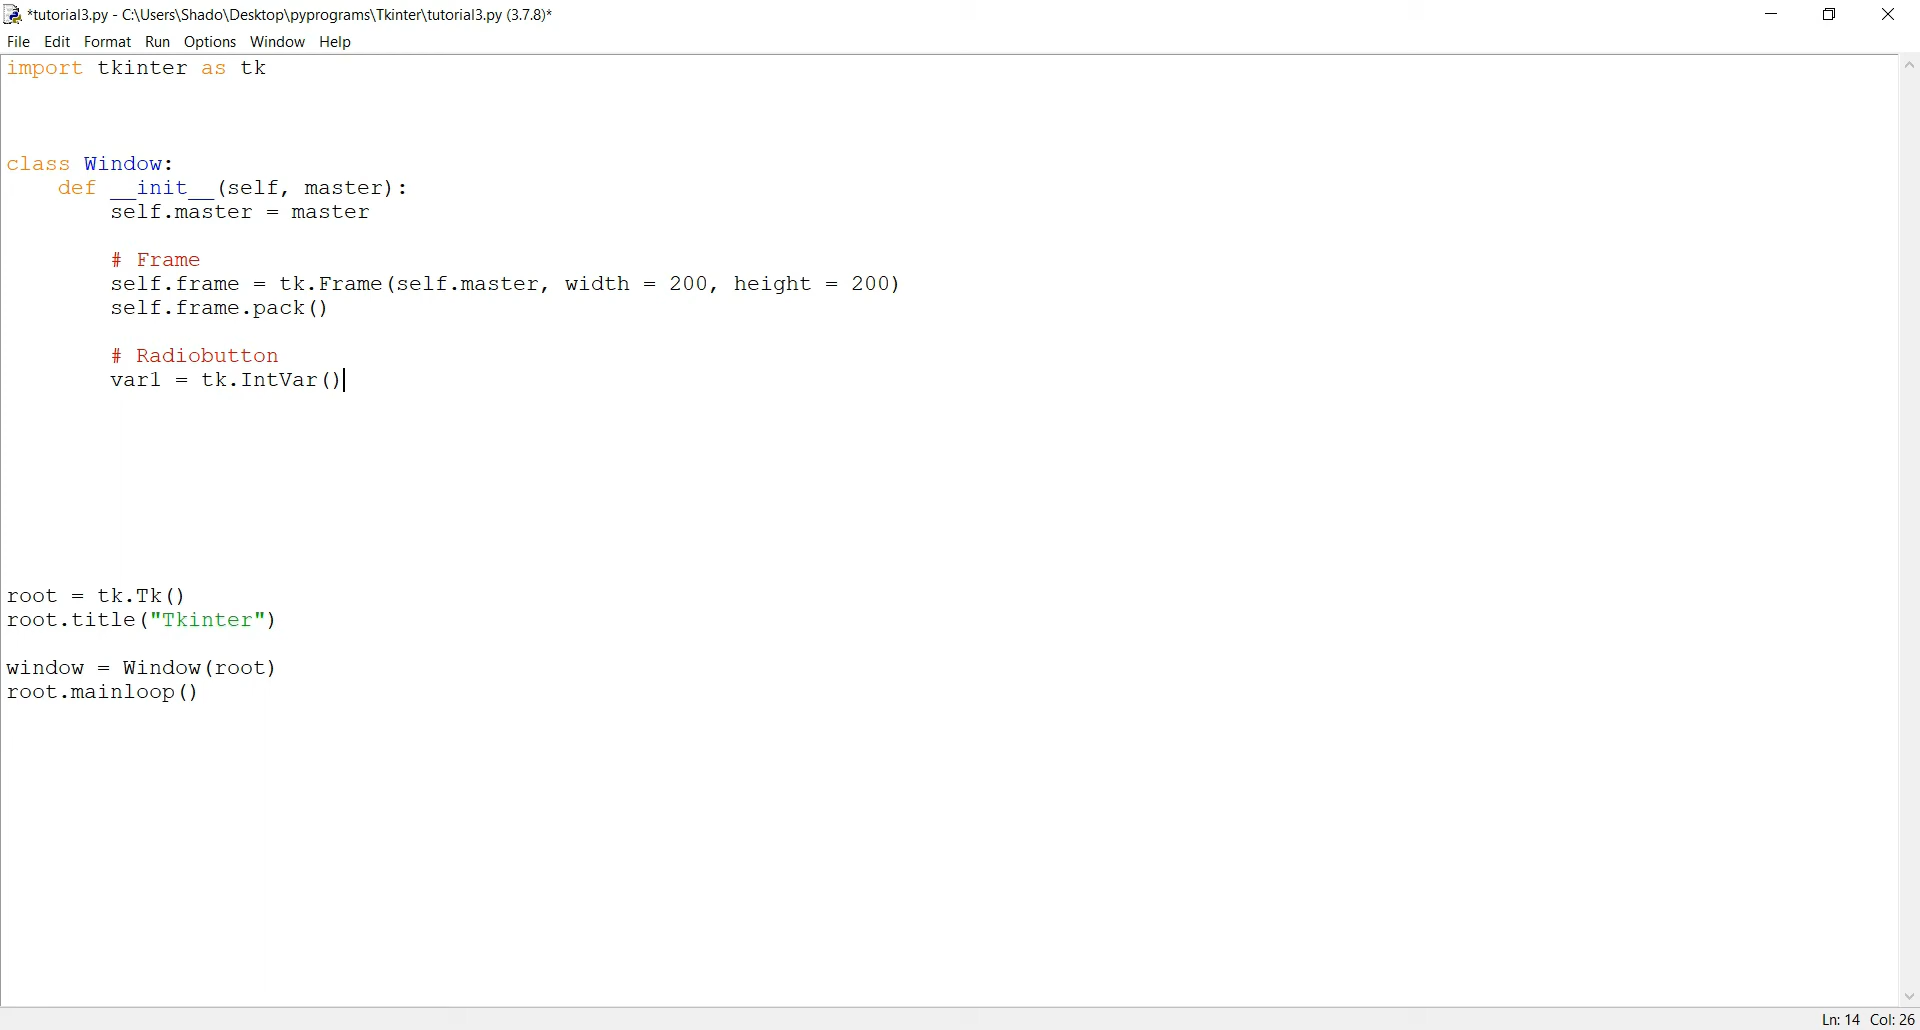 *tutorial3.py - C:\Users\Shado\Desktop\pyprograms\Tkinter\tutorial3.py (3.7.8)*
File Edit Format Run Options Window Help
import tkinter as tk
class Window:
    def __init__(self, master):
        self.master = master
        # Frame
        self.frame = tk.Frame(self.master, width = 200, height = 200)
        self.frame.pack()
        # Radiobutton
        var1 = tk.IntVar()
root = tk.Tk()
root.title("Tkinter")
window = Window(root)
root.mainloop()
Ln: 14 Col: 26